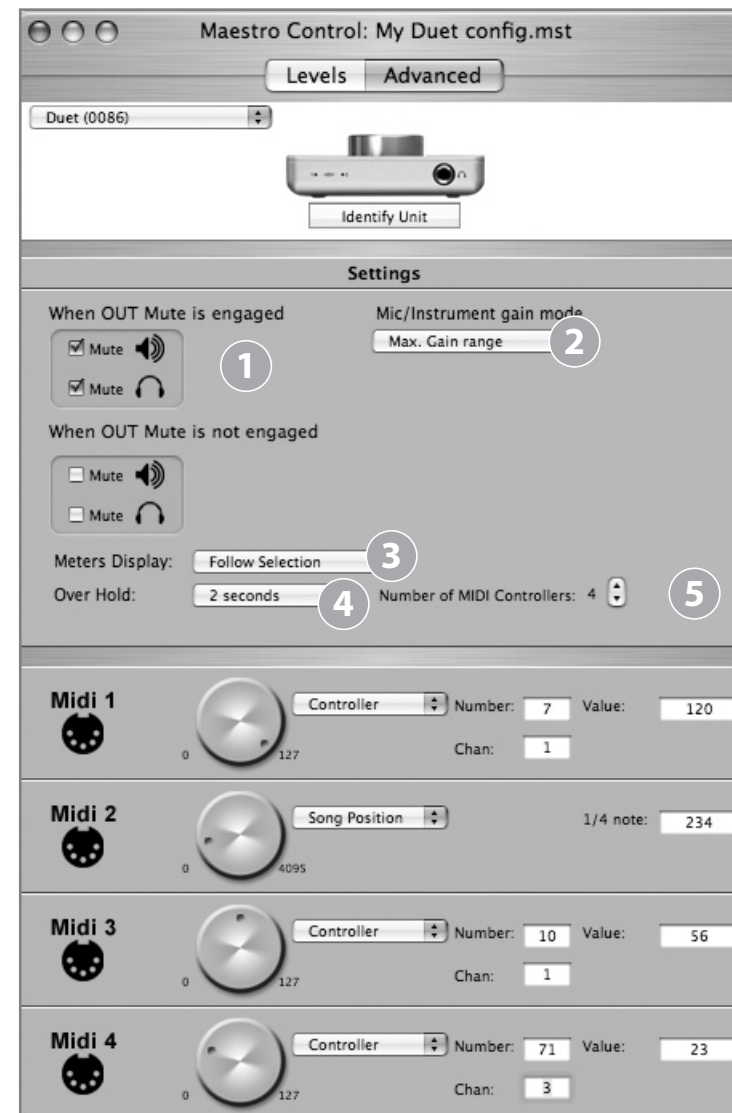 Maestro Control: My Duet config.mst
Levels Advanced
Duet (0086)
Identify Unit
Settings
When OUT Mute is engaged
Mic/Instrument gain mode
Mute
Max. Gain range
1
2
Mute
When OUT Mute is not engaged
Mute
Mute
Meters Display: Follow Selection 3
Over Hold: 2 seconds 4 Number of MIDI Controllers: 4 5
Midi 1 Controller Number: 7 Value: 120
0 127 Chan: 1
Midi 2 Song Position 1/4 note: 234
0 4095
Midi 3 Controller Number: 10 Value: 56
0 127 Chan: 1
Midi 4 Controller Number: 71 Value: 23
0 127 Chan: 3